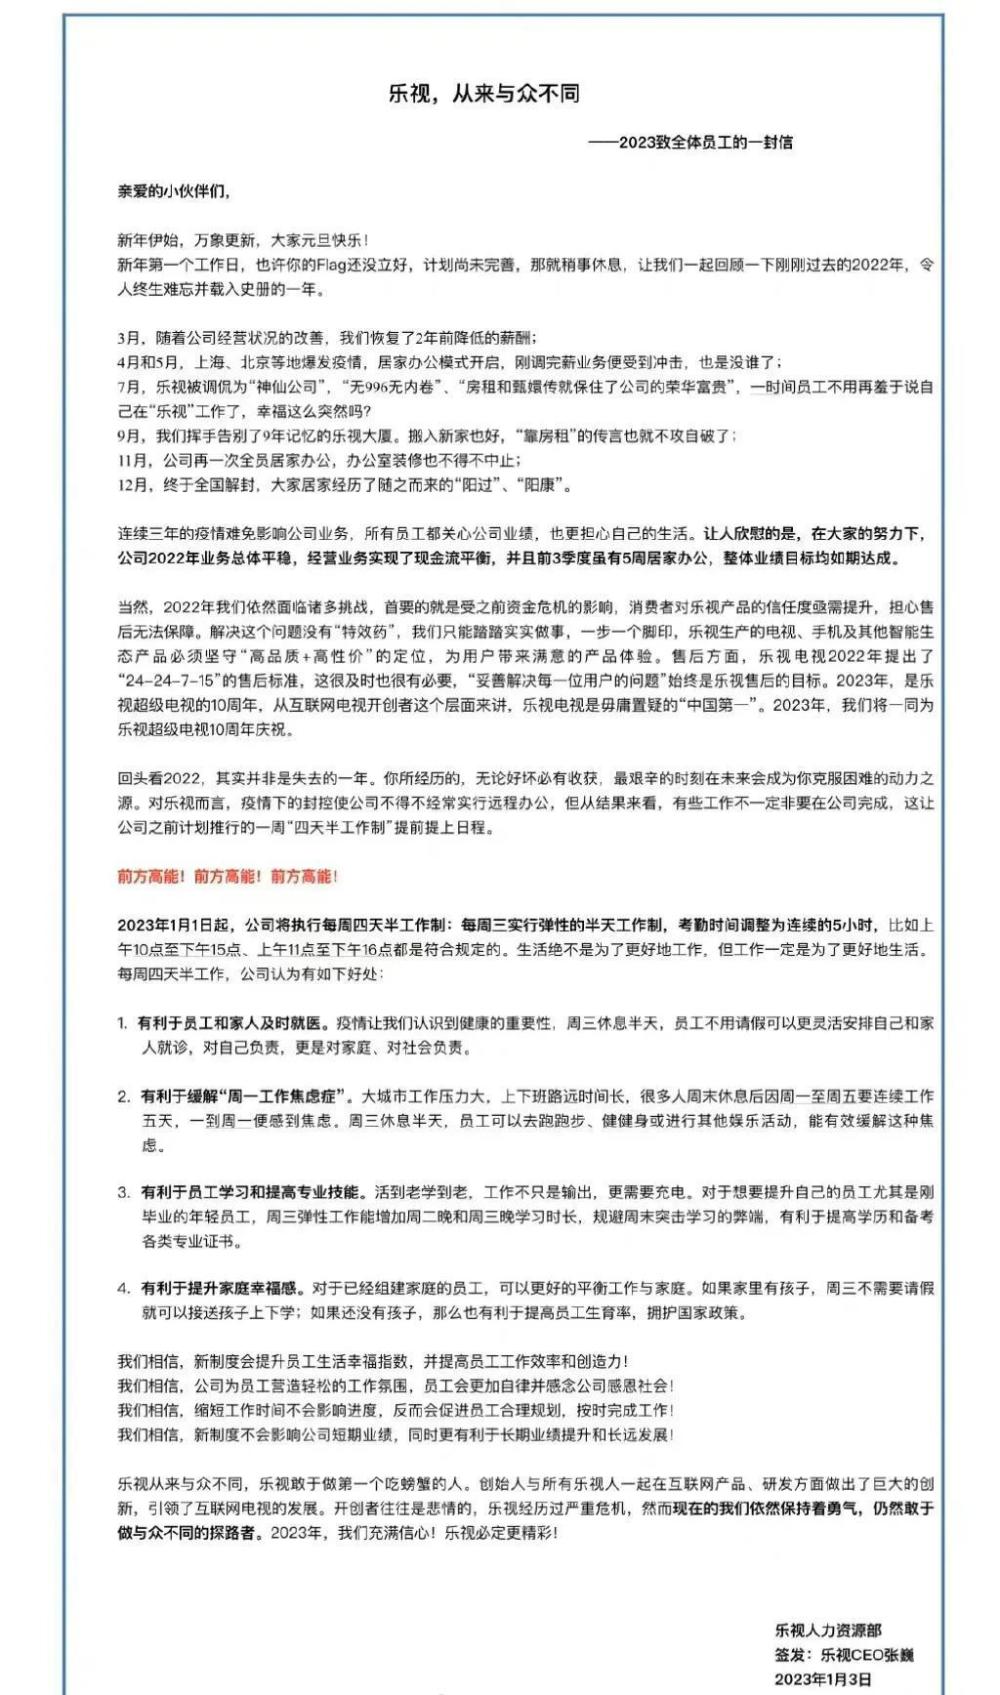 乐视，从来与众不同
——2023致全体员工的一封信
亲爱的小伙伴们，
新年伊始，万象更新，大家元旦快乐！
新年第一个工作日，也许你的Flag还没立好，计划尚未完善，那就稍事休息，让我们一起回顾一下刚刚过去的2022年，令
人终生难忘并载入史册的一年。
3月，随着公司经营状况的改善，我们恢复了2年前降低的薪酬；
4月和5月，上海、北京等地爆发疫情，居家办公模式开启，刚调完薪业务便受到冲击，也是没谁了；
7月，乐视被调侃为“神仙公司”，“无996无内卷”、“房租和甄嬛传就保住了公司的荣华富贵”，一时间员工不用再羞于说自
己在“乐视”工作了，幸福这么突然吗？
9月，我们挥手告别了9年记忆的乐视大厦。搬入新家也好，“靠房租”的传言也就不攻自破了；
11月，公司再一次全员居家办公，办公室装修也不得不中止；
12月，终于全国解封，大家居家经历了随之而来的“阳过”、“阳康”。
连续三年的疫情难免影响公司业务，所有员工都关心公司业绩，也更担心自己的生活。让人欣慰的是，在大家的努力下，
公司2022年业务总体平稳，经营业务实现了现金流平衡，并且前3季度虽有5周居家办公，整体业绩目标均如期达成。
当然，2022年我们依然面临诸多挑战，首要的就是受之前资金危机的影响，消费者对乐视产品的信任度亟需提升，担心售
后无法保障。解决这个问题没有“特效药”，我们只能踏踏实实做事，一步一个脚印，乐视生产的电视、手机及其他智能生
态产品必须坚守“高品质+高性价”的定位，为用户带来满意的产品体验。售后方面，乐视电视2022年提出了
“24-24-7-15”的售后标准，这很及时也很有必要，“妥善解决每一位用户的问题”始终是乐视售后的目标。2023年，是乐
视超级电视的10周年，从互联网电视开创者这个层面来讲，乐视电视是毋庸置疑的“中国第一”。2023年，我们将一同为
乐视超级电视10周年庆祝。
回头看2022，其实并非是失去的一年。你所经历的，无论好坏必有收获，最艰辛的时刻在未来会成为你克服困难的动力之
源。对乐视而言，疫情下的封控使公司不得不经常实行远程办公，但从结果来看，有些工作不一定非要在公司完成，这让
公司之前计划推行的一周“四天半工作制”提前提上日程。
前方高能！前方高能！前方高能！
2023年1月1日起，公司将执行每周四天半工作制：每周三实行弹性的半天工作制，考勤时间调整为连续的5小时，比如上
午10点至下午15点、上午11点至下午16点都是符合规定的。生活绝不是为了更好地工作，但工作一定是为了更好地生活。
每周四天半工作，公司认为有如下好处：
1. 有利于员工和家人及时就医。疫情让我们认识到健康的重要性，周三休息半天，员工不用请假可以更灵活安排自己和家
人就诊，对自己负责，更是对家庭、对社会负责。
2. 有利于缓解“周一工作焦虑症”。大城市工作压力大，上下班路远时间长，很多人周末休息后因周一至周五要连续工作
五天，一到周一便感到焦虑。周三休息半天，员工可以去跑跑步、健健身或进行其他娱乐活动，能有效缓解这种焦
虑。
3. 有利于员工学习和提高专业技能。活到老学到老，工作不只是输出，更需要充电。对于想要提升自己的员工尤其是刚
毕业的年轻员工，周三弹性工作能增加周二晚和周三晚学习时长，规避周末突击学习的弊端，有利于提高学历和备考
各类专业证书。
4. 有利于提升家庭幸福感。对于已经组建家庭的员工，可以更好的平衡工作与家庭。如果家里有孩子，周三不需要请假
就可以接送孩子上下学；如果还没有孩子，那么也有利于提高员工生育率，拥护国家政策。
我们相信，新制度会提升员工生活幸福指数，并提高员工工作效率和创造力！
我们相信，公司为员工营造轻松的工作氛围，员工会更加自律并感念公司感恩社会！
我们相信，缩短工作时间不会影响进度，反而会促进员工合理规划，按时完成工作！
我们相信，新制度不会影响公司短期业绩，同时更有利于长期业绩提升和长远发展！
乐视从来与众不同，乐视敢于做第一个吃螃蟹的人。创始人与所有乐视人一起在互联网产品、研发方面做出了巨大的创
新，引领了互联网电视的发展。开创者往往是悲情的，乐视经历过严重危机，然而现在的我们依然保持着勇气，仍然敢于
做与众不同的探路者。2023年，我们充满信心！乐视必定更精彩！
乐视人力资源部
签发：乐视CEO张巍
2023年1月3日